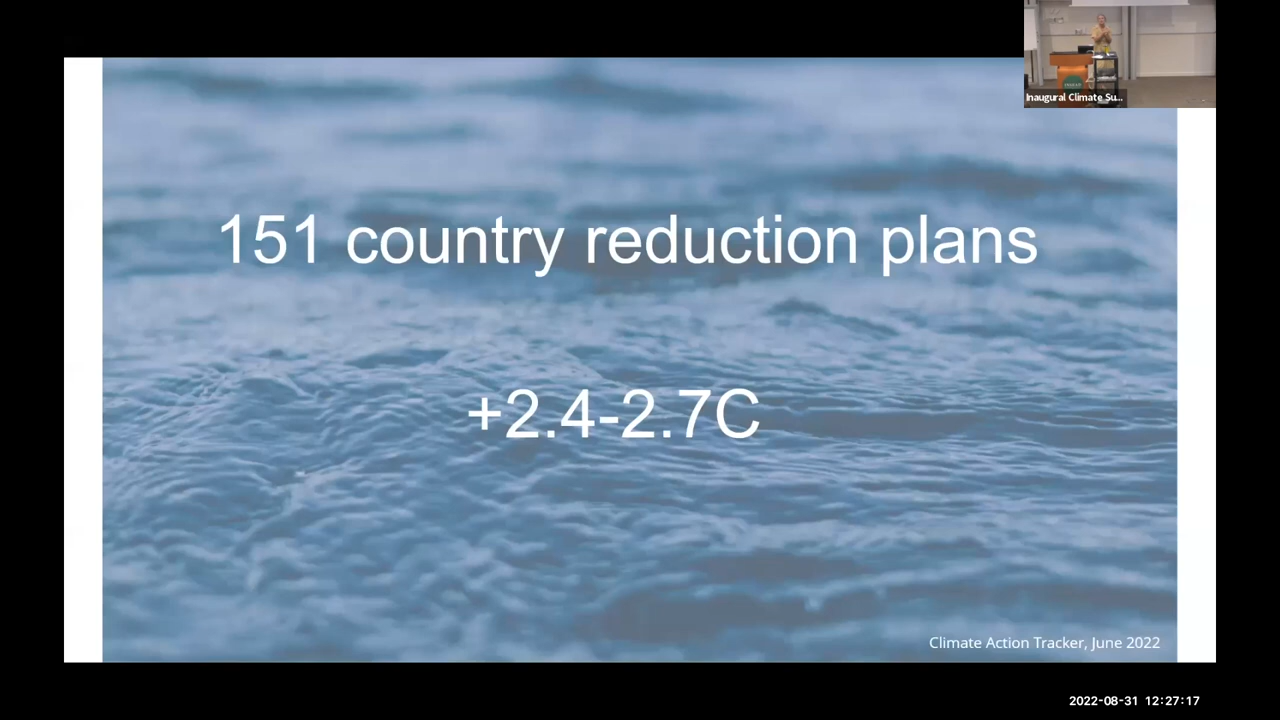 Inaugural Climate Su...
151 country reduction plans
+2.4-2.7C
Climate Action Tracker, June 2022
2022-08-31 12:27:17